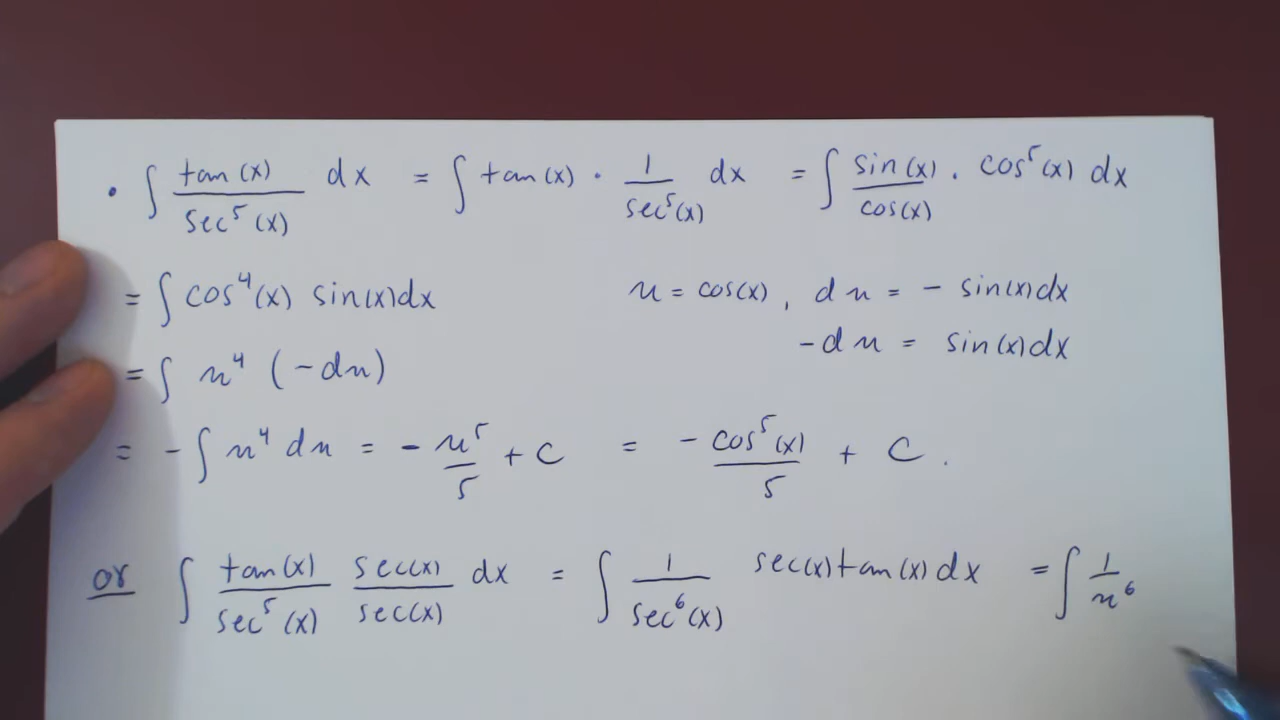 • ∫ tan(x)/sec⁵(x) dx = ∫ tan(x) · 1/sec⁵(x) dx = ∫ sin(x)/cos(x) · cos⁵(x) dx
= ∫ cos⁴(x) sin(x)dx u = cos(x), du = - sin(x)dx
-du = sin(x)dx
= ∫ u⁴ (-du)
= - ∫ u⁴ du = - u⁵/5 + C = - cos⁵(x)/5 + C.
or ∫ tan(x)/sec⁵(x) sec(x)/sec(x) dx = ∫ 1/sec⁶(x) sec(x)tan(x)dx = ∫ 1/u⁶